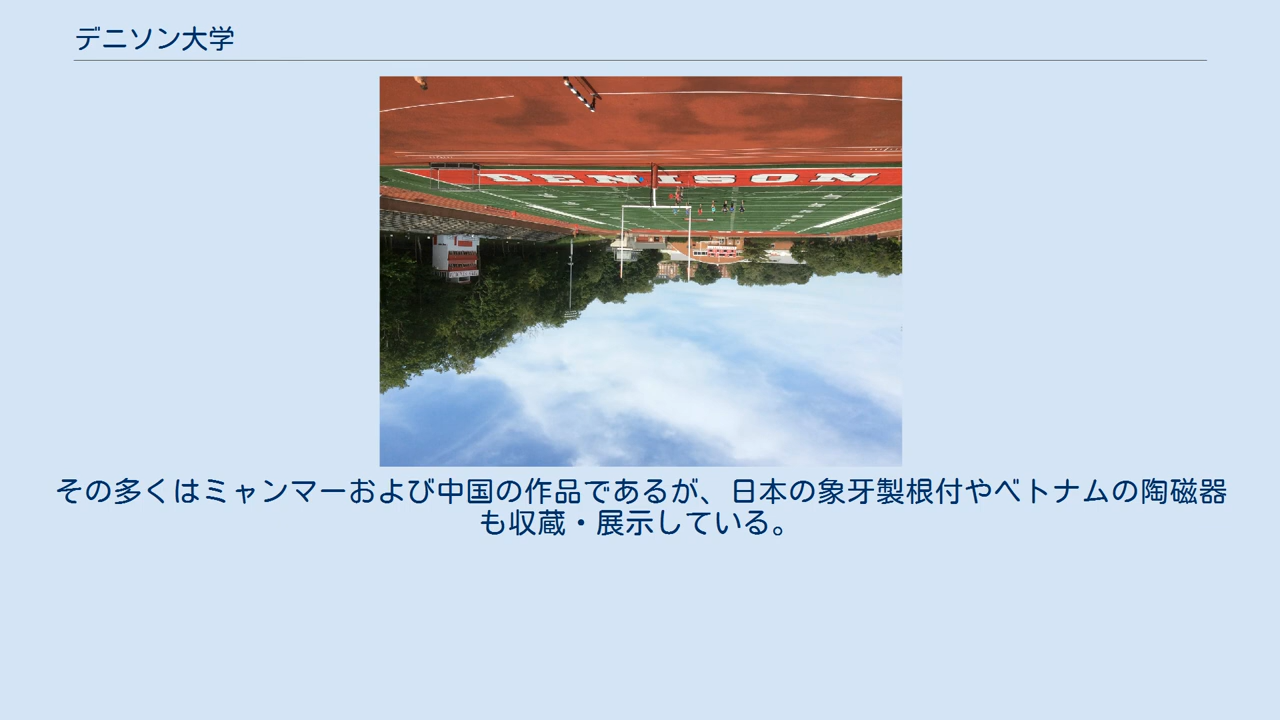 デニソン大学
DENISON
その多くはミャンマーおよび中国の作品であるが、日本の象牙製根付やベトナムの陶磁器
も収蔵・展示している。